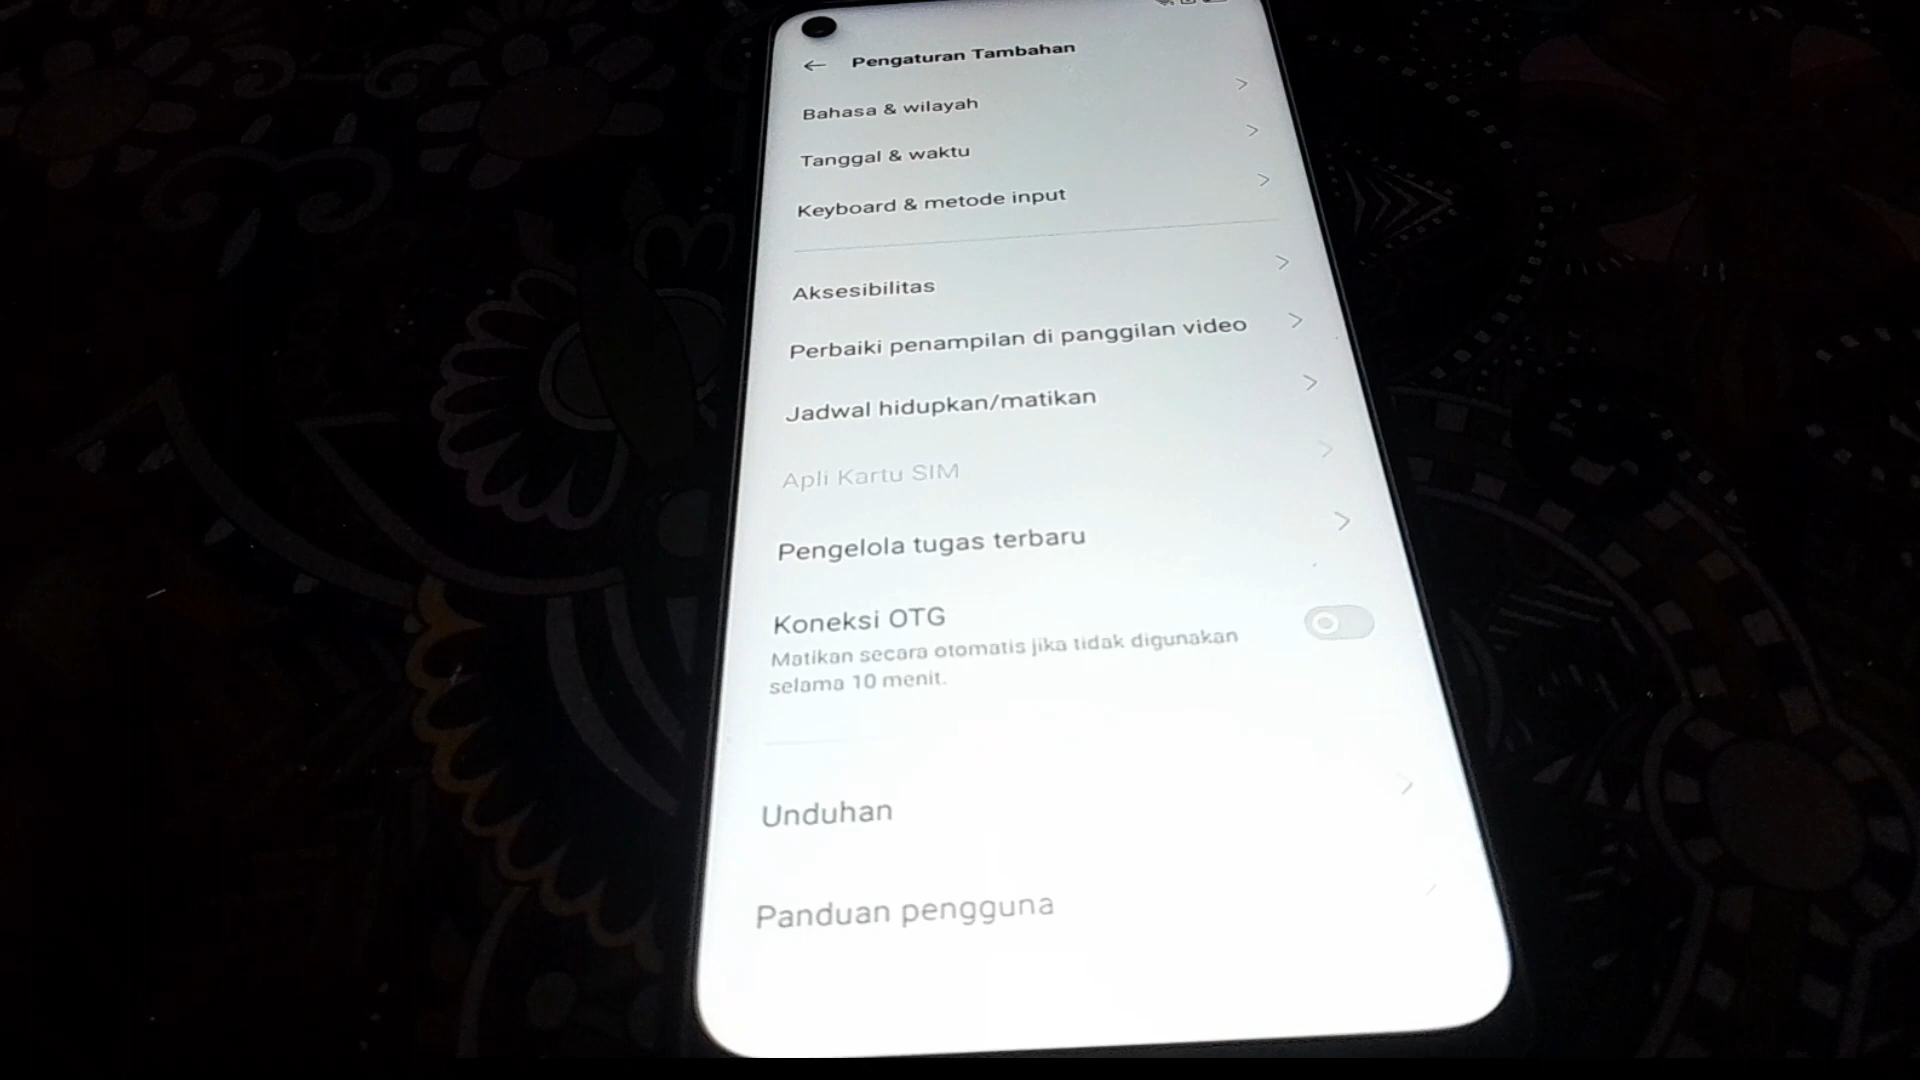 Pengaturan Tambahan
Bahasa & wilayah
Tanggal & waktu
Keyboard & metode input
Aksesibilitas
Perbaiki penampilan di panggilan video
Jadwal hidupkan/matikan
Apli Kartu SIM
Pengelola tugas terbaru
Koneksi OTG
Matikan secara otomatis jika tidak digunakan
selama 10 menit.
Unduhan
Panduan pengguna